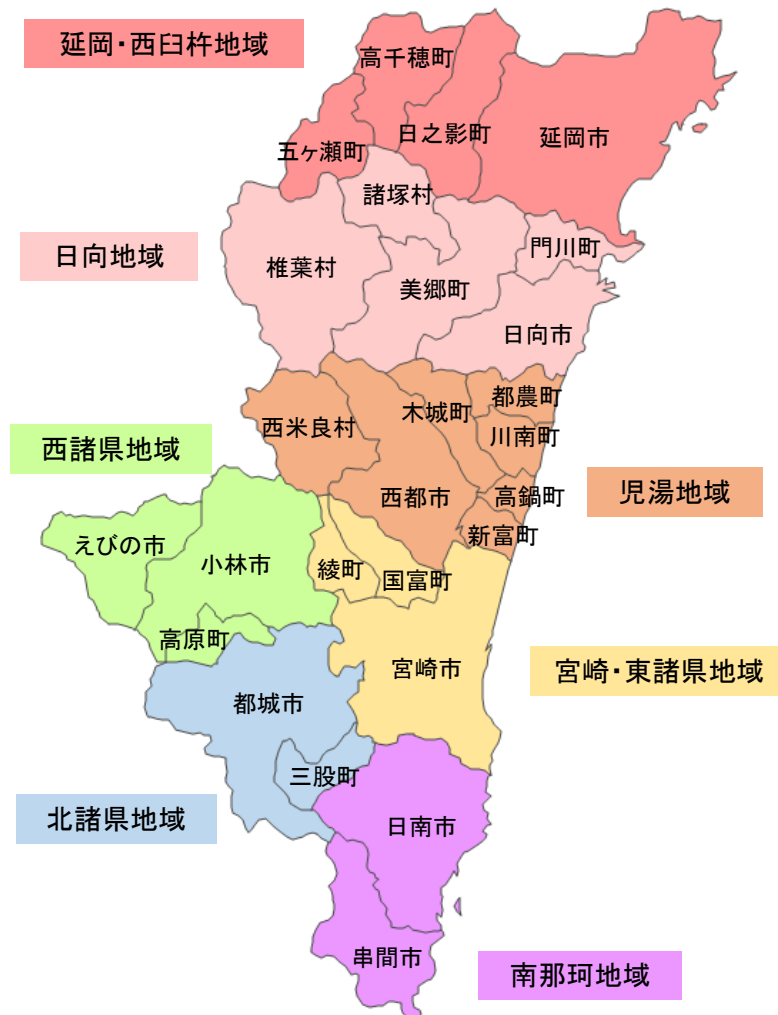 延岡・西臼杵地域
高千穂町
日之影町
延岡市
五ヶ瀬町
諸塚村
日向地域
門川町
椎葉村
美郷町
日向市
都農町
木城町
西米良村
川南町
西諸県地域
児湯地域
西都市
高鍋町
新富町
えびの市
小林市
綾町
国富町
高原町
宮崎市
宮崎・東諸県地域
都城市
三股町
北諸県地域
日南市
串間市
南那珂地域